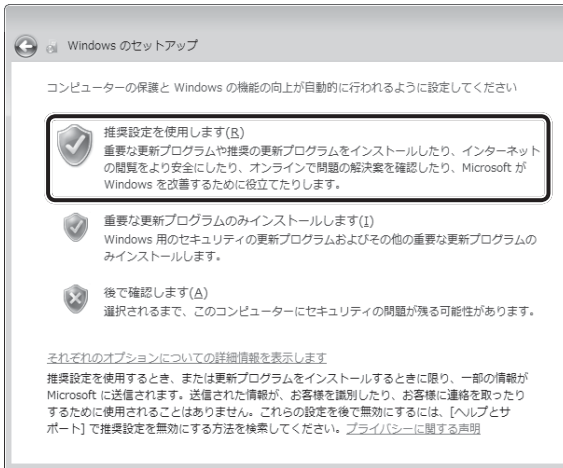 Windows のセットアップ
コンピューターの保護と Windows の機能の向上が自動的に行われるように設定してください
推奨設定を使用します(R)
重要な更新プログラムや推奨の更新プログラムをインストールしたり、インターネット
の閲覧をより安全にしたり、オンラインで問題の解決案を確認したり、Microsoft が
Windows を改善するために役立てたりします。
重要な更新プログラムのみインストールします(I)
Windows 用のセキュリティの更新プログラムおよびその他の重要な更新プログラムの
みインストールします。
後で確認します(A)
選択されるまで、このコンピューターにセキュリティの問題が残る可能性があります。
それぞれのオプションについての詳細情報を表示します
推奨設定を使用するとき、または更新プログラムをインストールするときに限り、一部の情報が
Microsoft に送信されます。送信された情報が、お客様を識別したり、お客様に連絡を取ったり
するために使用されることはありません。これらの設定を後で無効にするには、[ヘルプとサ
ポート] で推奨設定を無効にする方法を検索してください。プライバシーに関する声明